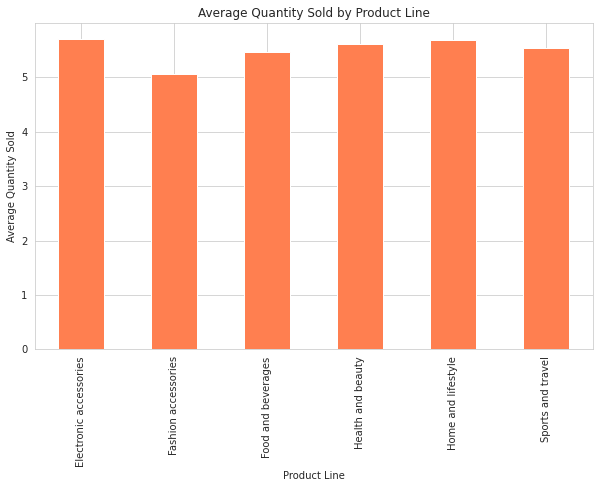 Average Quantity Sold by Product Line
Average Quantity Sold
5
4
3
2
1
0
Electronic accessories
Fashion accessories
Food and beverages
Health and beauty
Home and lifestyle
Sports and travel
Product Line